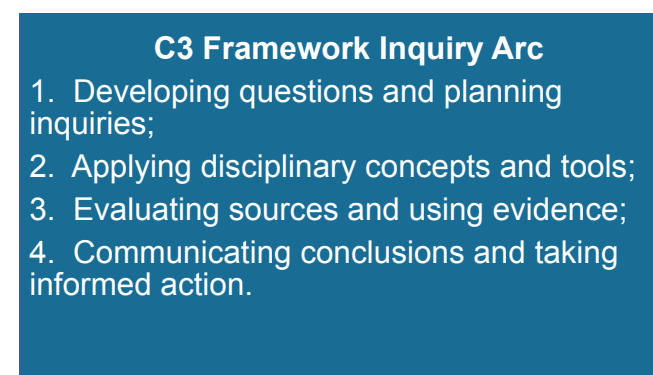 C3 Framework Inquiry Arc
1. Developing questions and planning
inquiries;
2. Applying disciplinary concepts and tools;
3. Evaluating sources and using evidence;
4. Communicating conclusions and taking
informed action.